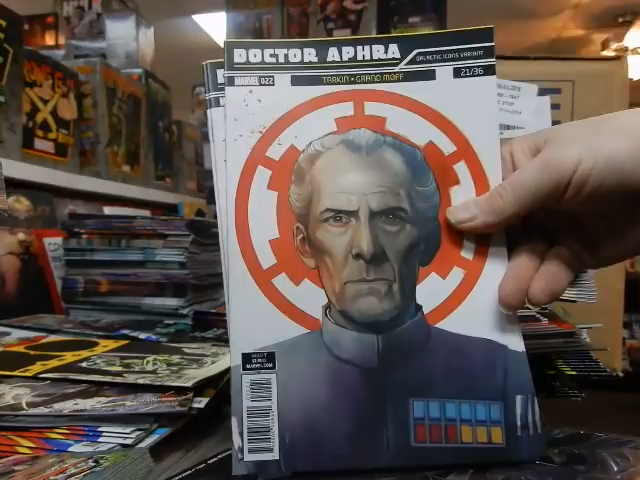 DOCTOR APHRA
GALACTIC ICONS VARIANT
MARVEL 022
TARKIN • GRAND MOFF
21/36
MARVEL.COM